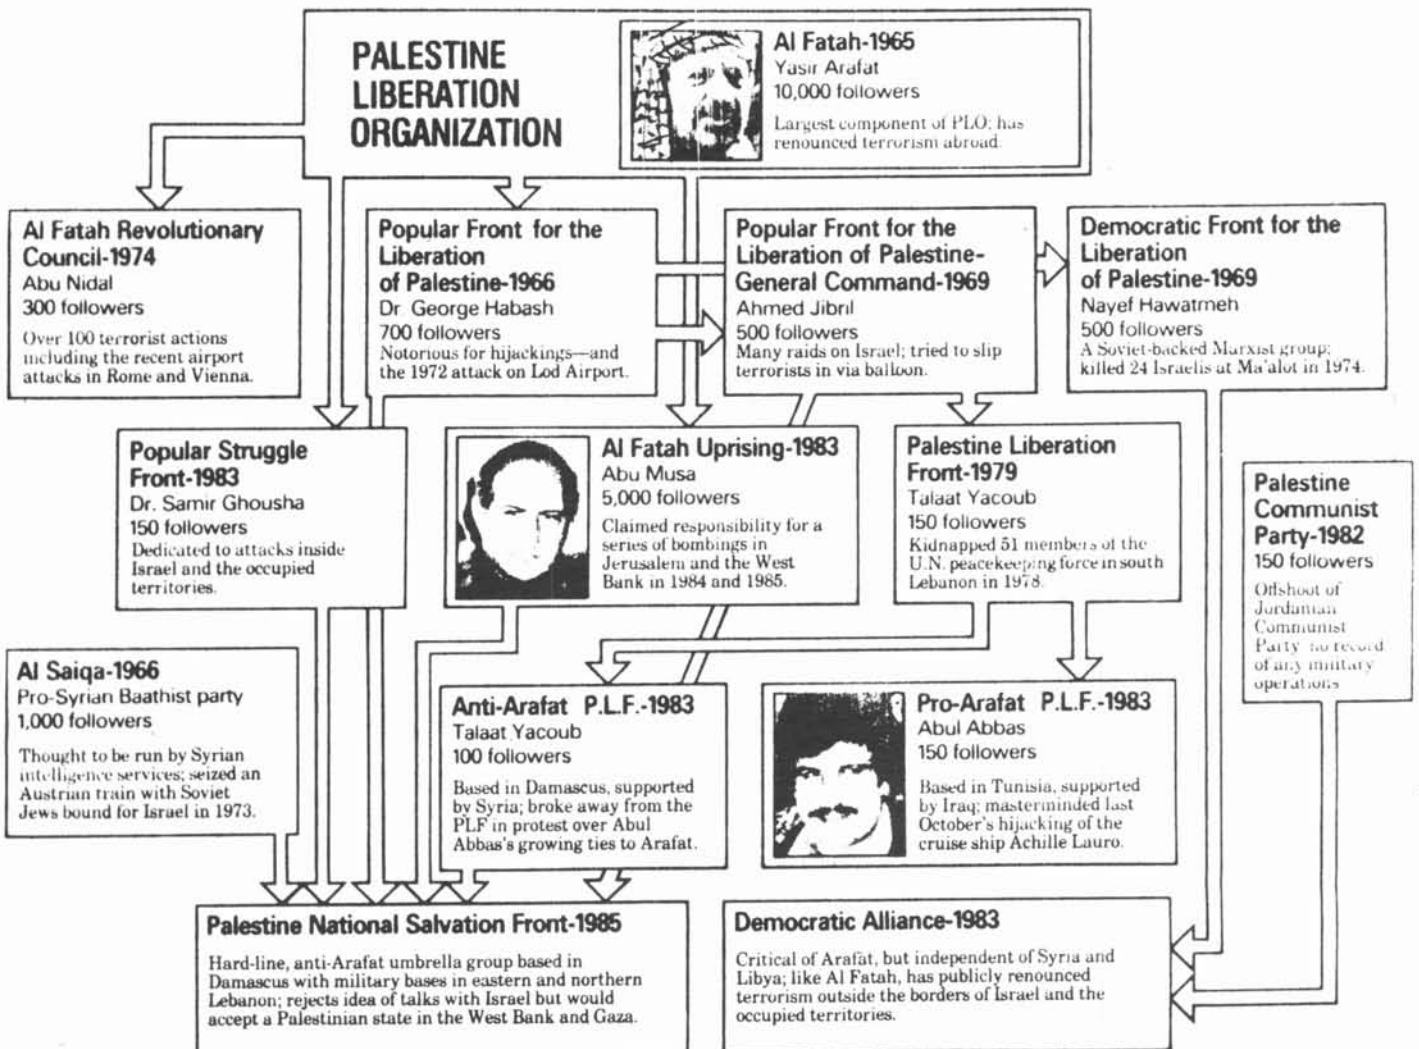 PALESTINE
LIBERATION
ORGANIZATION
Al Fatah-1965
Yasir Arafat
10,000 followers
Largest component of PLO; has
renounced terrorism abroad.
Al Fatah Revolutionary
Council-1974
Abu Nidal
300 followers
Over 100 terrorist actions
including the recent airport
attacks in Rome and Vienna.
Popular Front for the
Liberation
of Palestine-1966
Dr. George Habash
700 followers
Notorious for hijackings—and
the 1972 attack on Lod Airport.
Popular Front for the
Liberation of Palestine-
General Command-1969
Ahmed Jibril
500 followers
Many raids on Israel; tried to slip
terrorists in via balloon.
Democratic Front for the
Liberation
of Palestine-1969
Nayef Hawatmeh
500 followers
A Soviet-backed Marxist group;
killed 24 Israelis at Ma'alot in 1974.
Popular Struggle
Front-1983
Dr. Samir Ghousha
150 followers
Dedicated to attacks inside
Israel and the occupied
territories.
Al Fatah Uprising-1983
Abu Musa
5,000 followers
Claimed responsibility for a
series of bombings in
Jerusalem and the West
Bank in 1984 and 1985.
Palestine Liberation
Front-1979
Talaat Yacoub
150 followers
Kidnapped 51 members of the
U.N. peacekeeping force in south
Lebanon in 1978.
Palestine
Communist
Party-1982
150 followers
Offshoot of
Jordanian
Communist
Party no record
of any military
operations
Al Saiqa-1966
Pro-Syrian Baathist party
1,000 followers
Thought to be run by Syrian
intelligence services; seized an
Austrian train with Soviet
Jews bound for Israel in 1973.
Anti-Arafat P.L.F.-1983
Talaat Yacoub
100 followers
Based in Damascus, supported
by Syria; broke away from the
PLF in protest over Abul
Abbas's growing ties to Arafat.
Pro-Arafat P.L.F.-1983
Abul Abbas
150 followers
Based in Tunisia, supported
by Iraq; masterminded last
October's hijacking of the
cruise ship Achille Lauro.
Palestine National Salvation Front-1985
Hard-line, anti-Arafat umbrella group based in
Damascus with military bases in eastern and northern
Lebanon; rejects idea of talks with Israel but would
accept a Palestinian state in the West Bank and Gaza.
Democratic Alliance-1983
Critical of Arafat, but independent of Syria and
Libya; like Al Fatah, has publicly renounced
terrorism outside the borders of Israel and the
occupied territories.